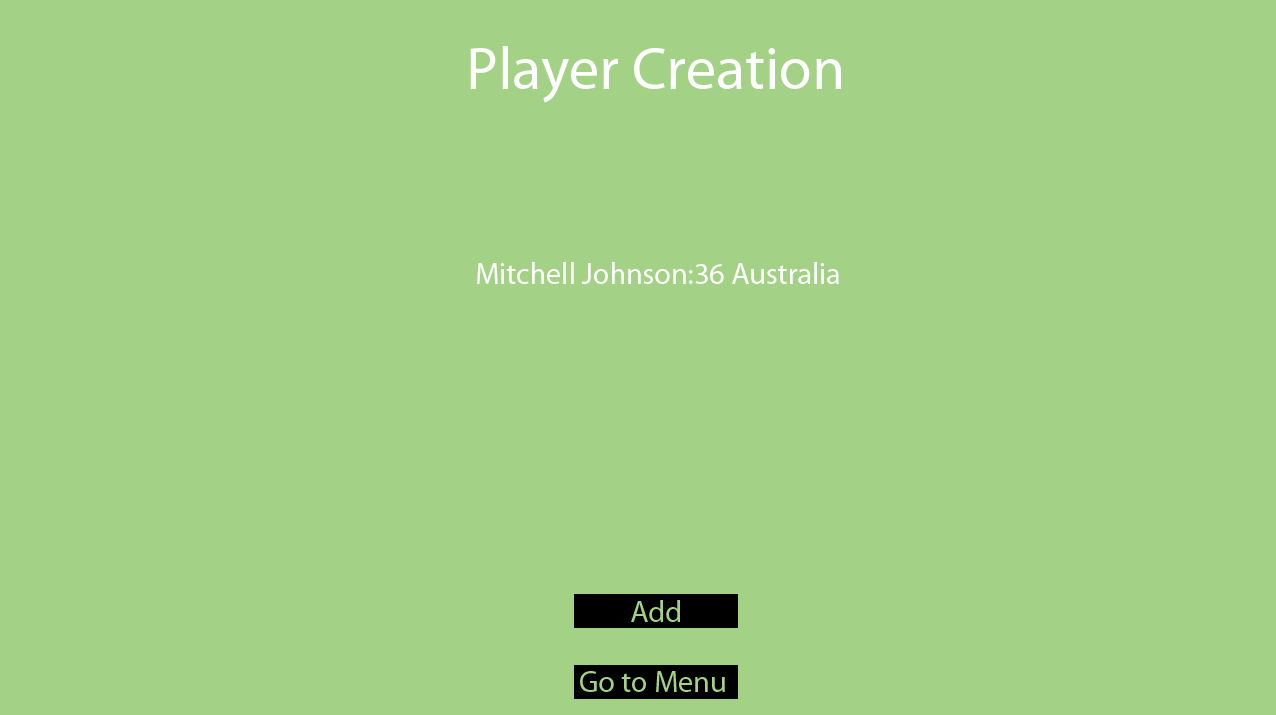 Player Creation
Mitchell Johnson:36 Australia
Add
Go to Menu